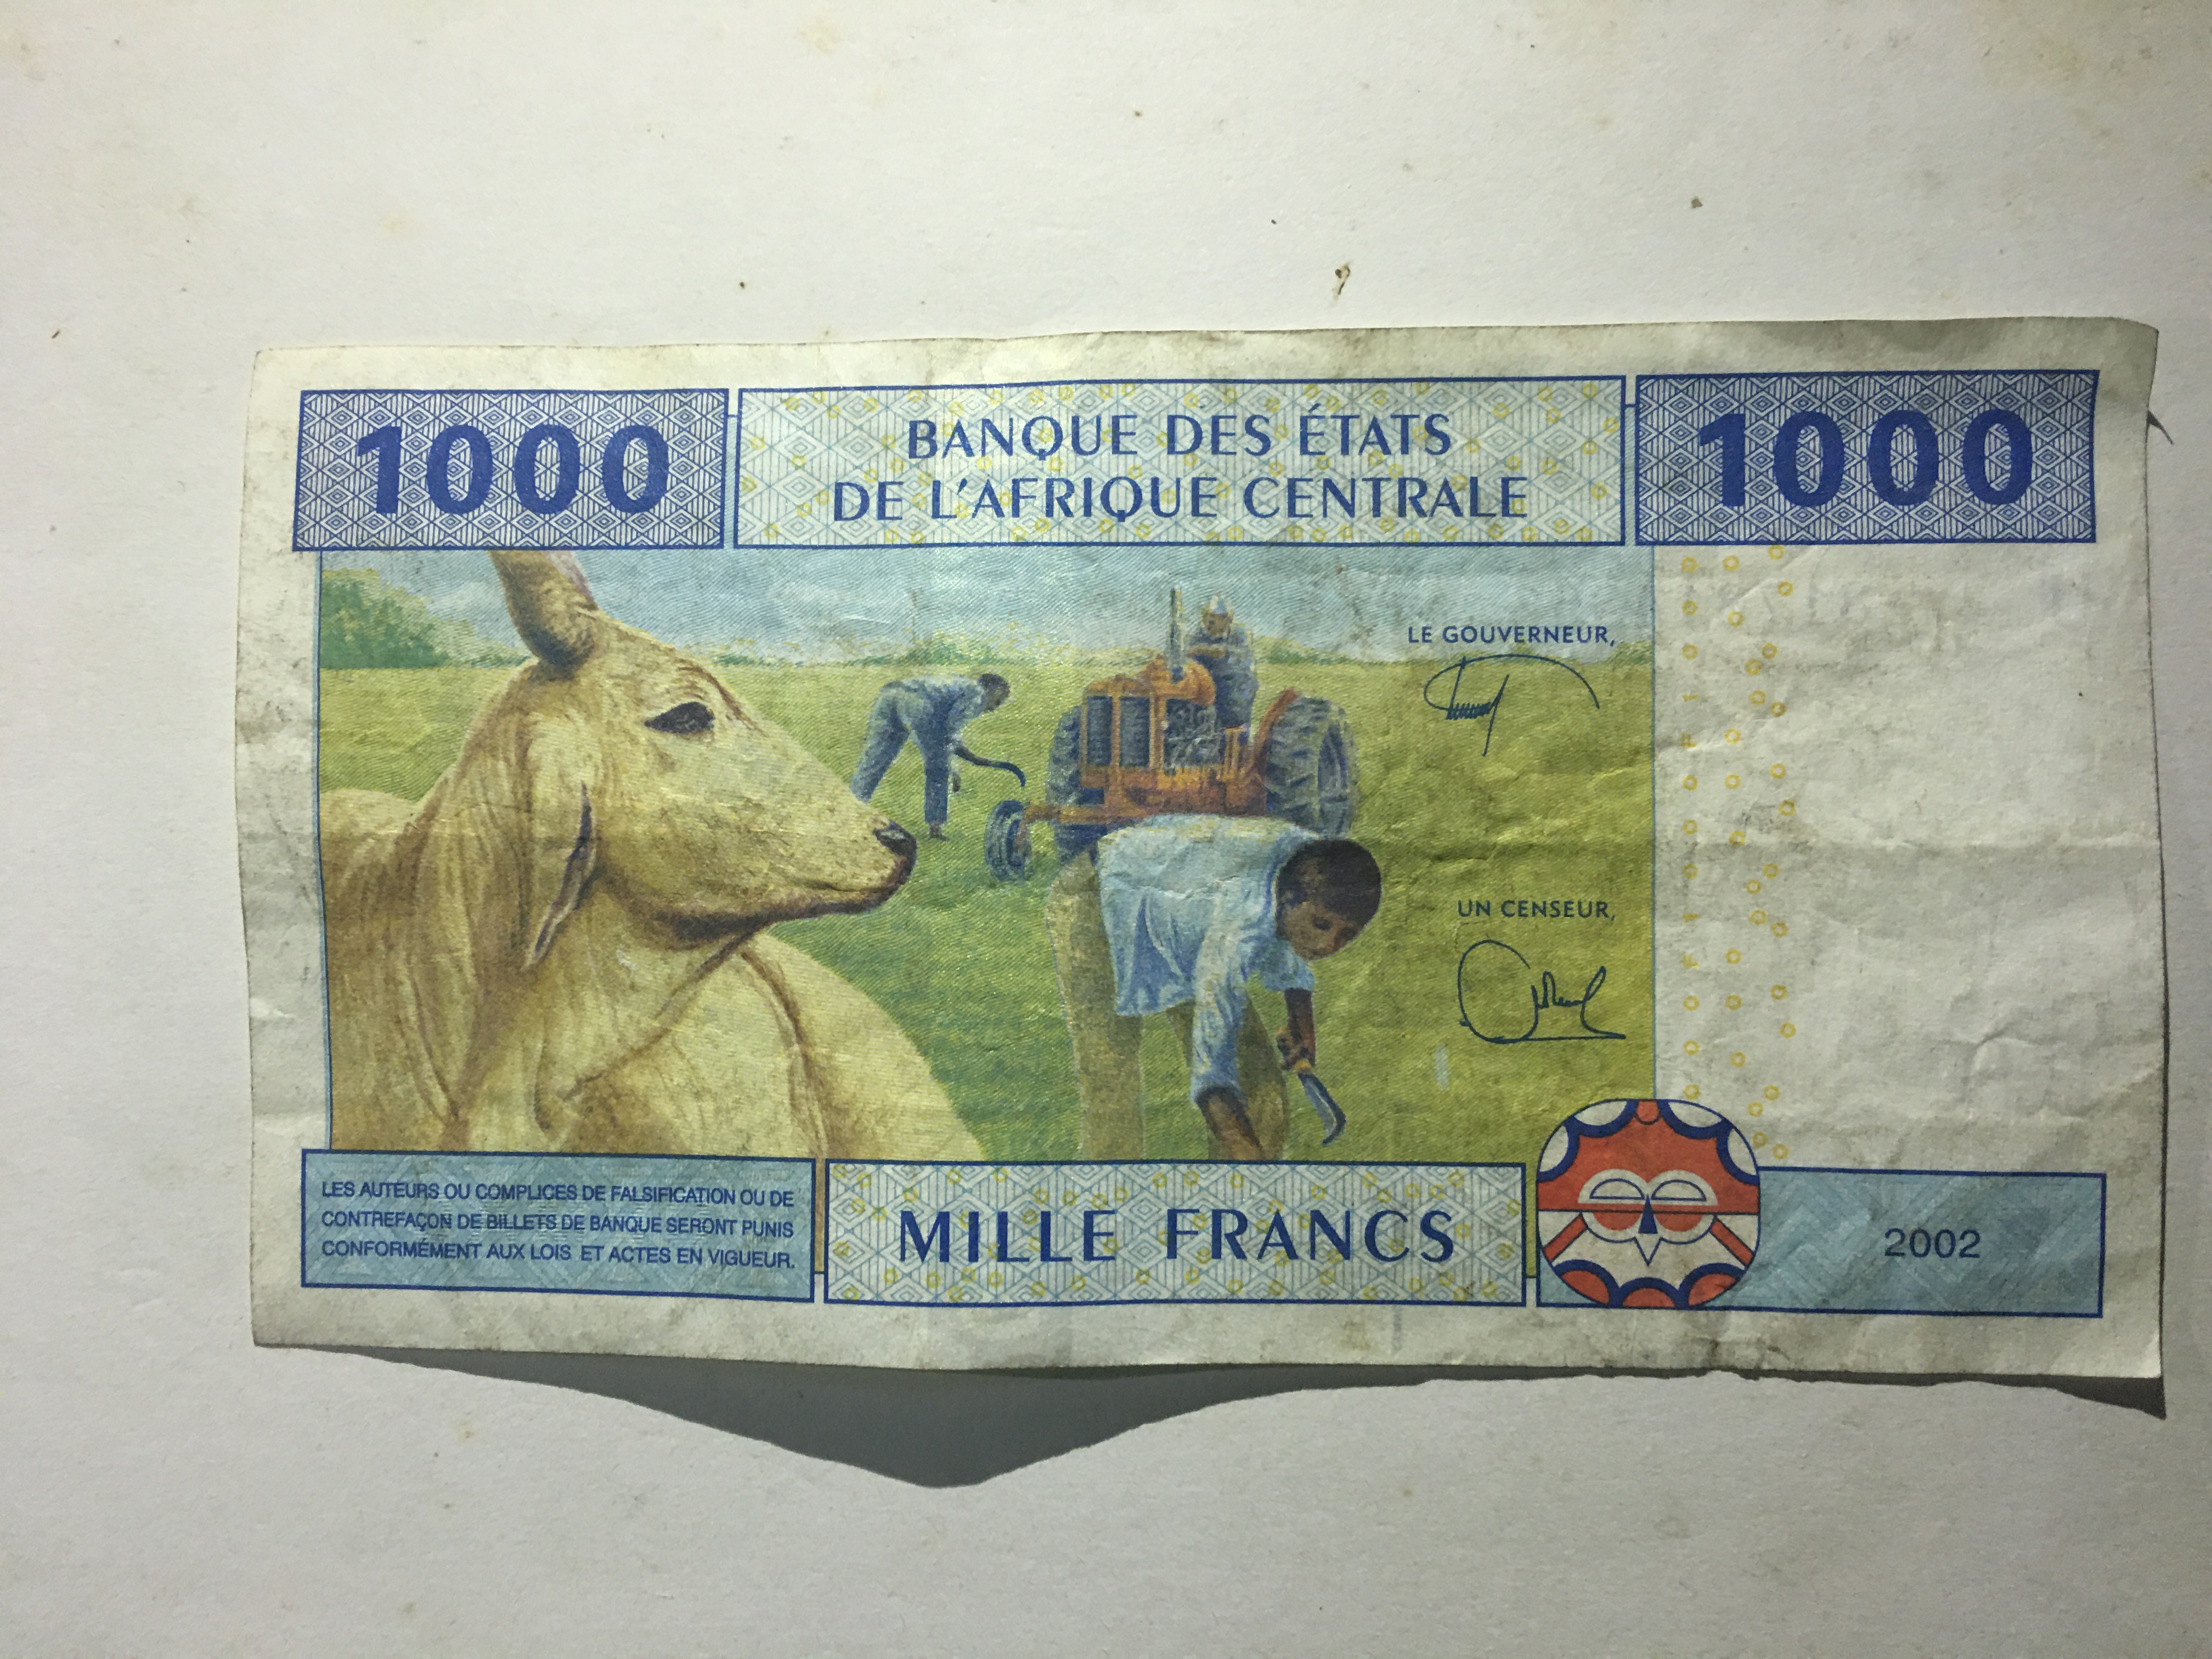 1000
BANQUE DES ÉTATS
DE L'AFRIQUE CENTRALE
1000
LE GOUVERNEUR,
UN CENSEUR,
LES AUTEURS OU COMPLICES DE FALSIFICATION OU DE
CONTREFAÇON DE BILLETS DE BANQUE SERONT PUNIS
CONFORMÉMENT AUX LOIS ET ACTES EN VIGUEUR.
MILLE FRANCS
2002